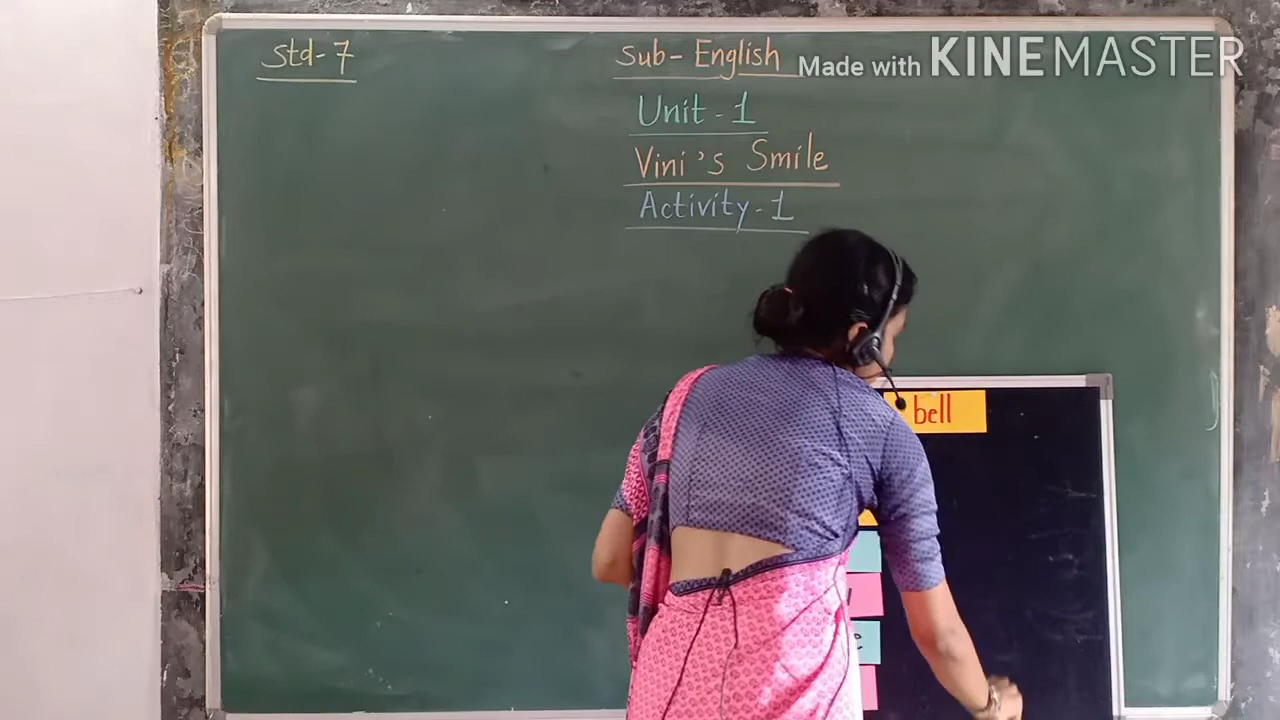 Std-7
Sub-English
Made with KINEMASTER
Unit-1
Vini's Smile
Activity-1
bell